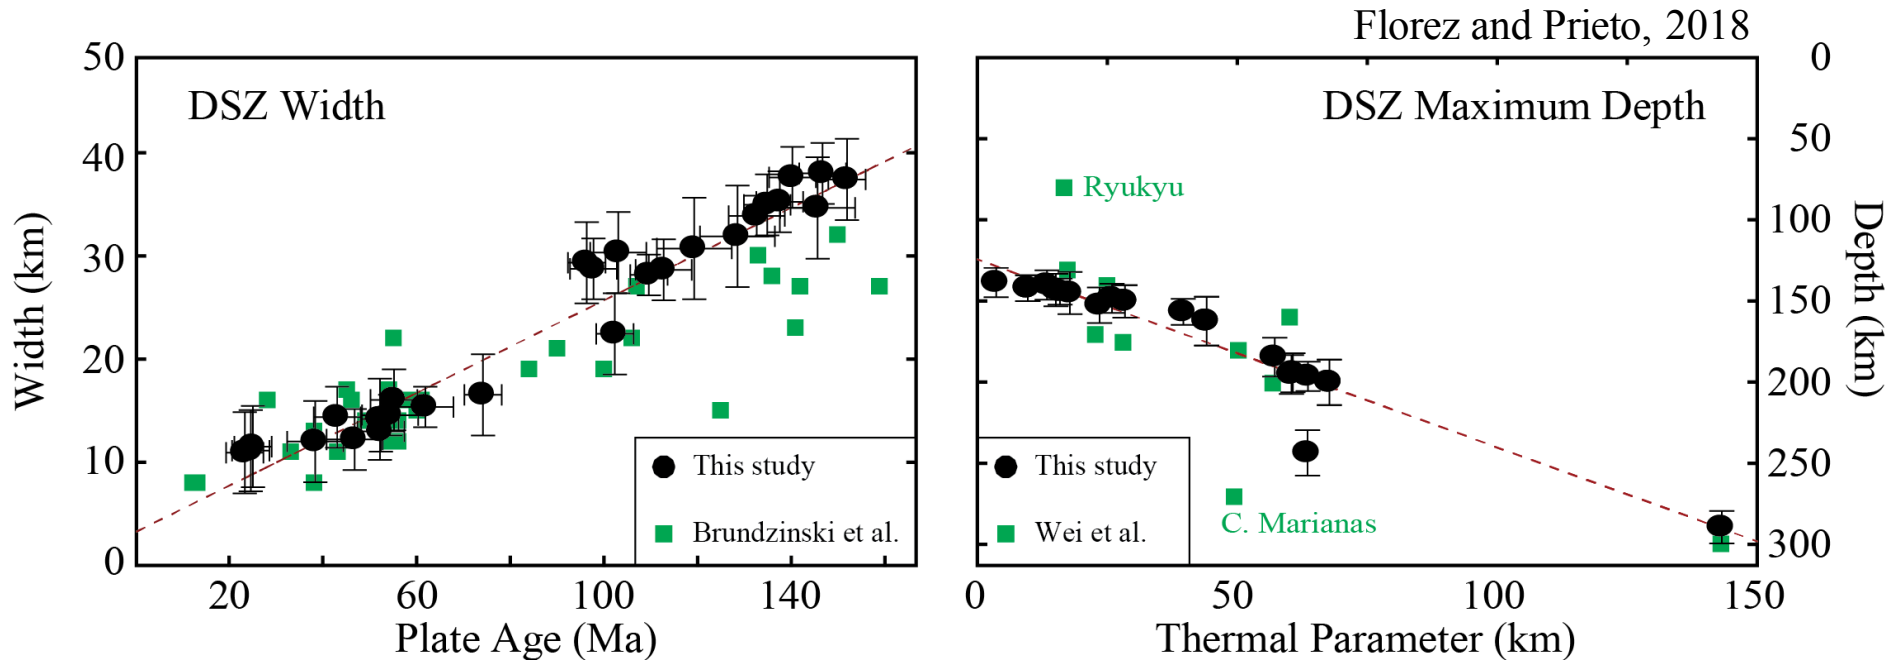 Florez and Prieto, 2018
DSZ Width
50
40
30
20
10
0
Width (km)
20
60
100
140
Plate Age (Ma)
This study
Brundzinski et al.
DSZ Maximum Depth
Ryukyu
C. Marianas
This study
Wei et al.
0
50
100
150
200
250
300
Depth (km)
0
50
100
150
Thermal Parameter (km)